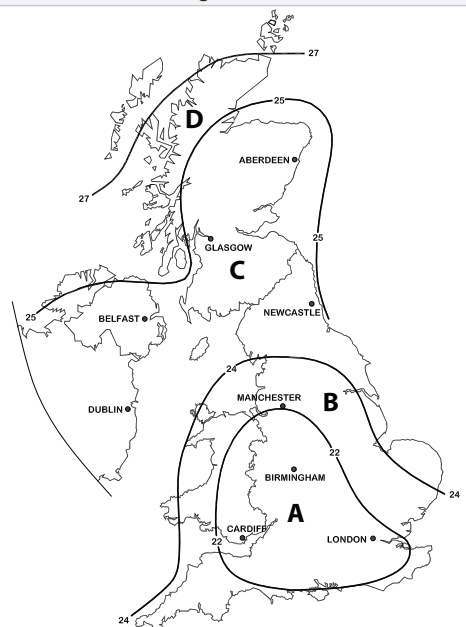 27
25
D
ABERDEEN
27
25
GLASGOW
C
NEWCASTLE
25
BELFAST
24
MANCHESTER
B
DUBLIN
22
BIRMINGHAM
24
A
CARDIFF
22
LONDON
24